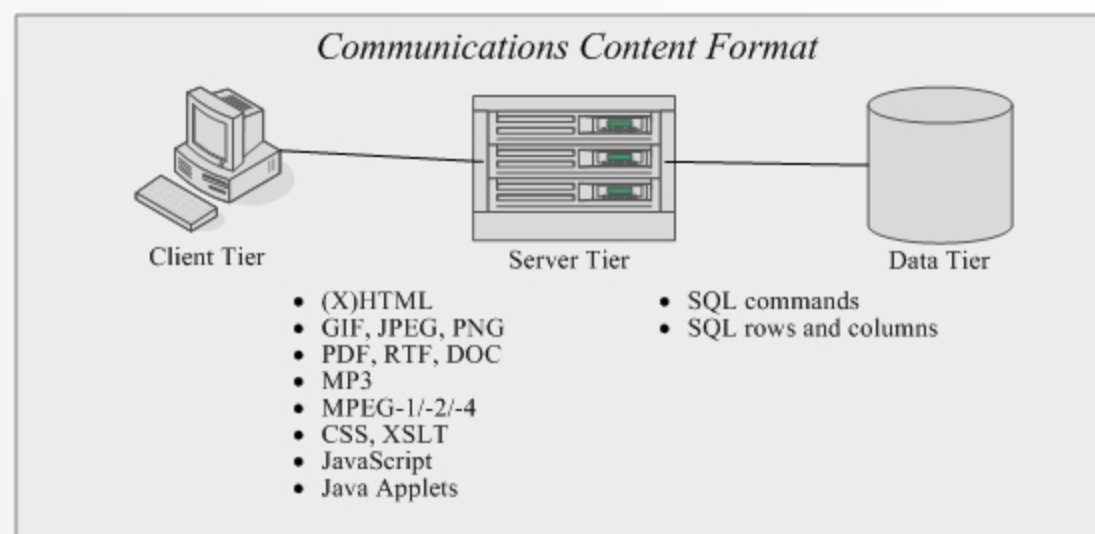 Communications Content Format
Client Tier
Server Tier
Data Tier
• (X)HTML
• GIF, JPEG, PNG
• PDF, RTF, DOC
• MP3
• MPEG-1/-2/-4
• CSS, XSLT
• JavaScript
• Java Applets
• SQL commands
• SQL rows and columns